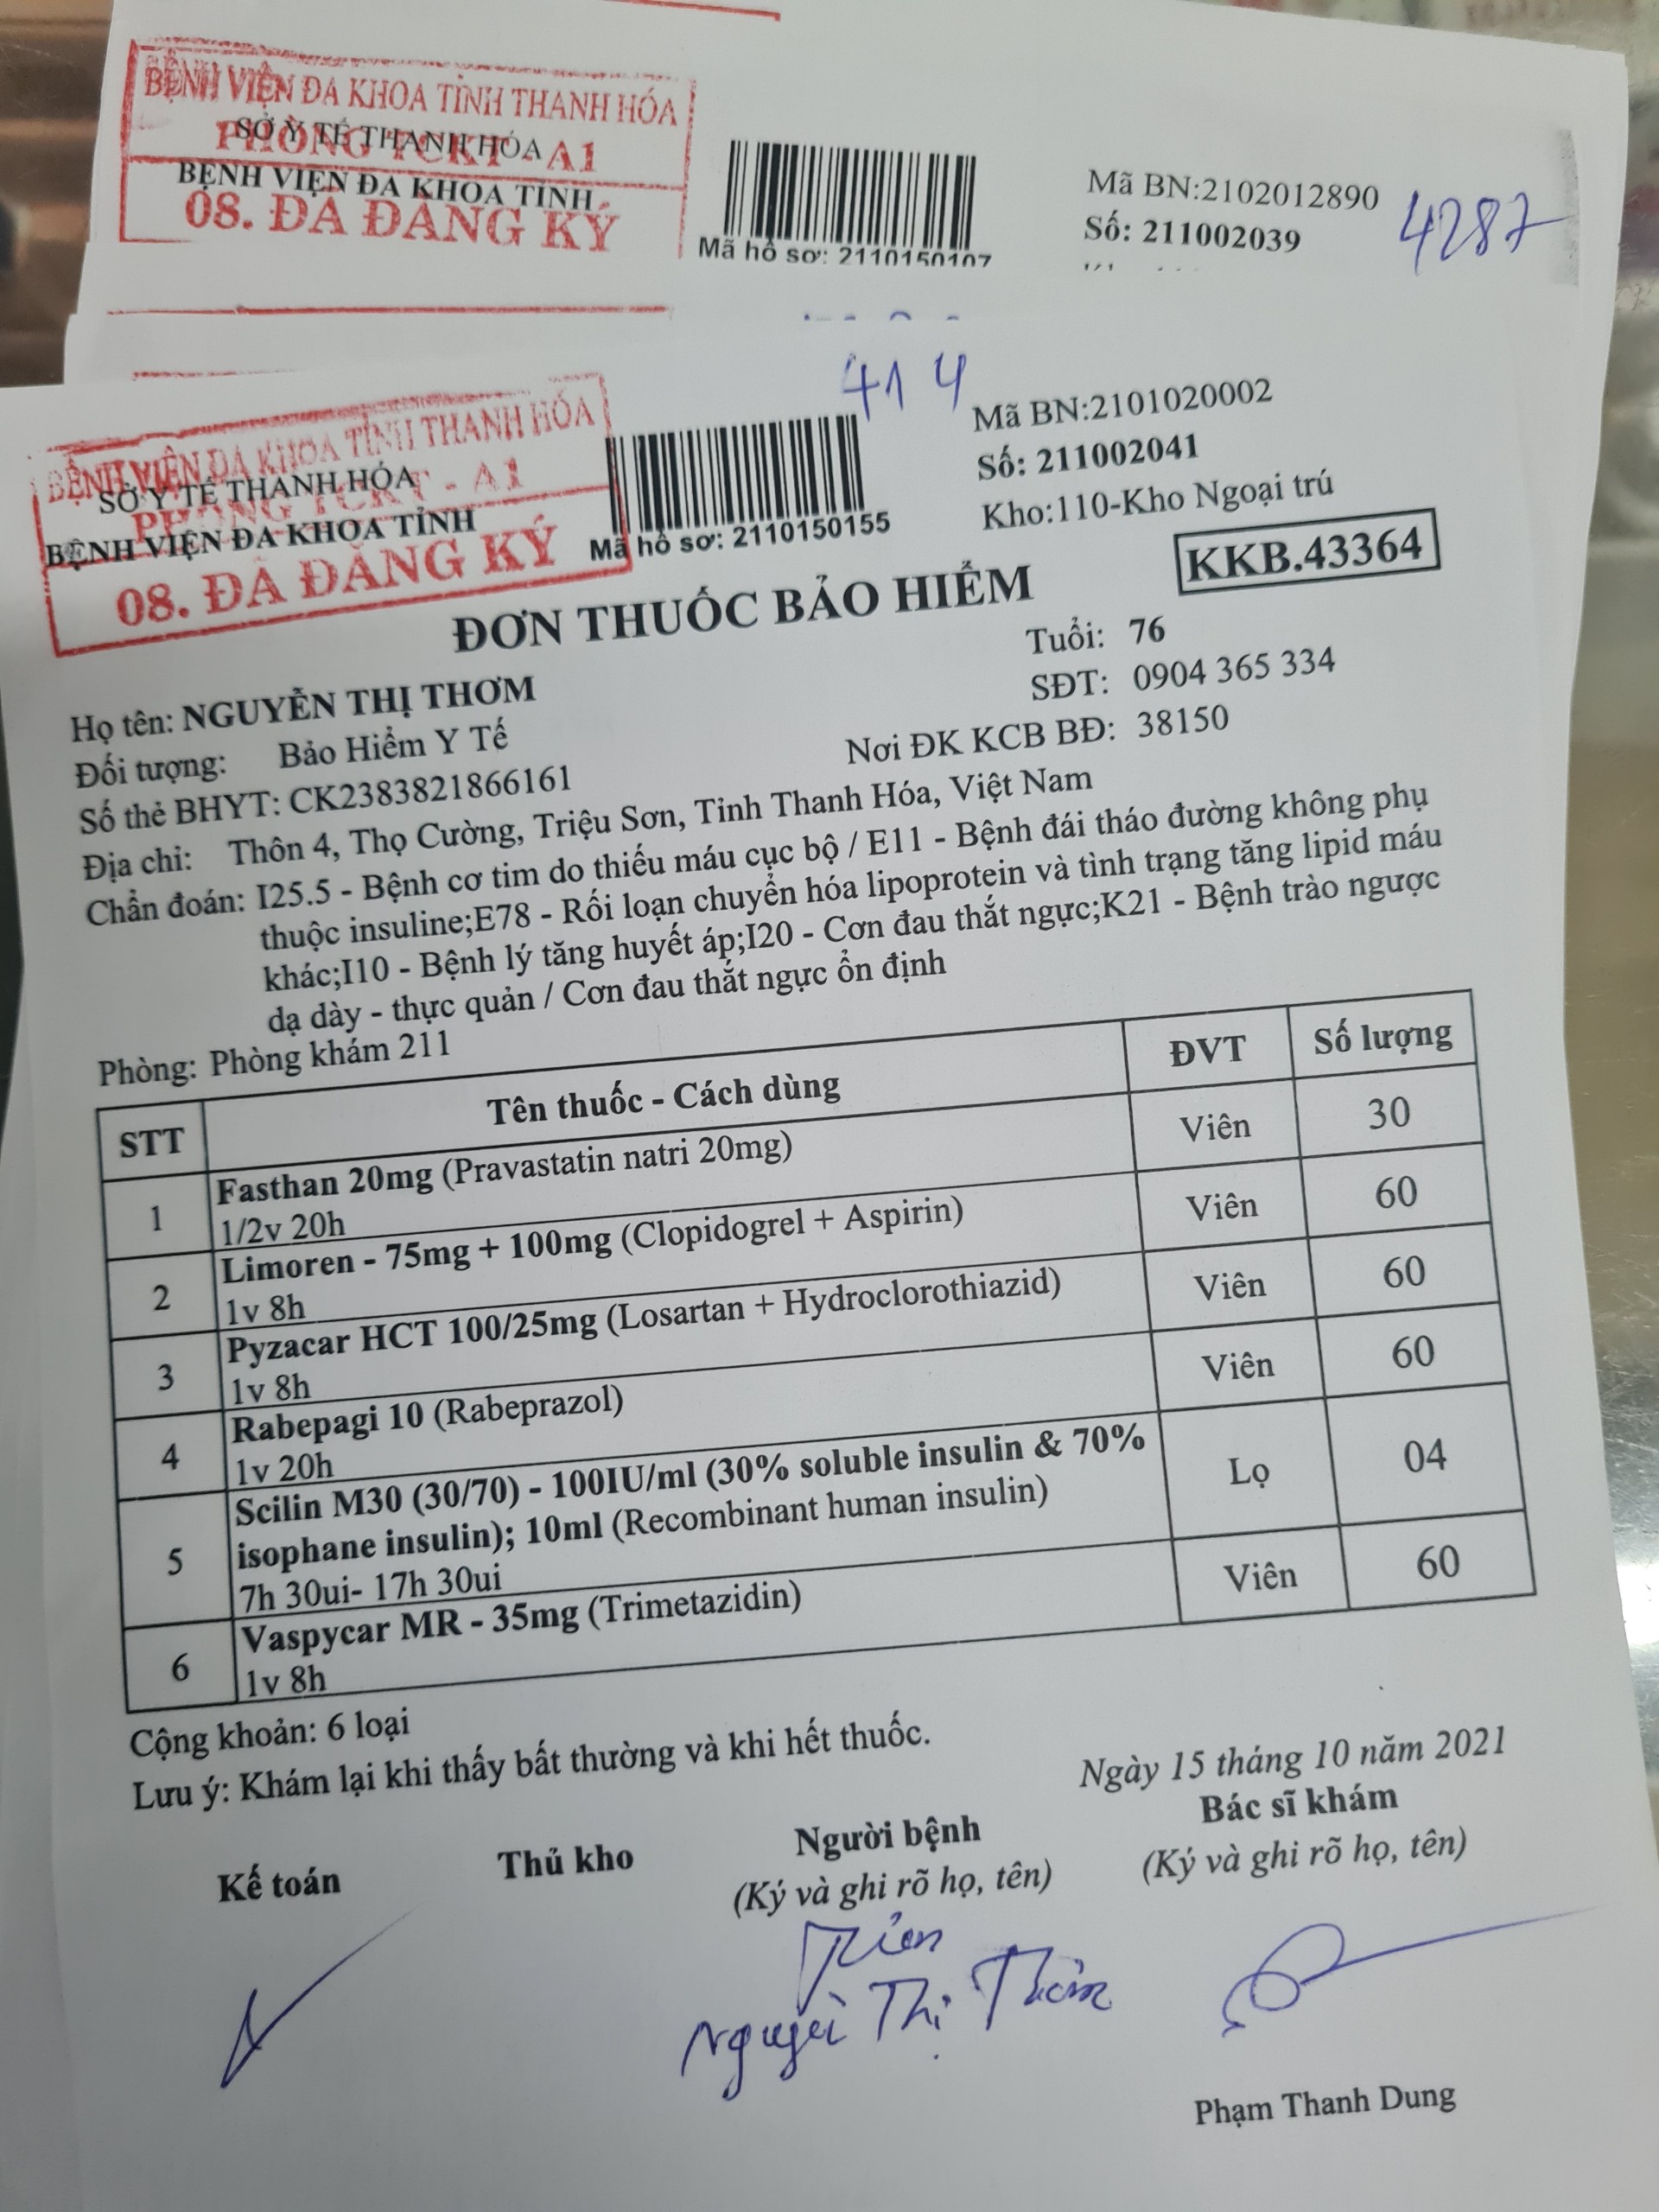 BỆNH VIỆN ĐA KHOA TỈNH THANH HÓA
SỞ Y TẾ THANH HÓA
PHÒNG TCKT - A1
BỆNH VIỆN ĐA KHOA TỈNH
08. ĐÃ ĐĂNG KÝ
Mã hồ sơ: 2110150107
Mã BN:2102012890
Số: 211002039
4287
414
BỆNH VIỆN ĐA KHOA TỈNH THANH HÓA
SỞ Y TẾ THANH HÓA
PHÒNG TCKT - A1
BỆNH VIỆN ĐA KHOA TỈNH
08. ĐÃ ĐĂNG KÝ
Mã hồ sơ: 2110150155
Mã BN:2101020002
Số: 211002041
Kho:110-Kho Ngoại trú
KKB.43364
ĐƠN THUỐC BẢO HIỂM
Họ tên: NGUYỄN THỊ THƠM
Tuổi: 76
Đối tượng: Bảo Hiểm Y Tế
SĐT: 0904 365 334
Số thẻ BHYT: CK2383821866161
Nơi ĐK KCB BĐ: 38150
Địa chỉ: Thôn 4, Thọ Cường, Triệu Sơn, Tỉnh Thanh Hóa, Việt Nam
Chẩn đoán: I25.5 - Bệnh cơ tim do thiếu máu cục bộ / E11 - Bệnh đái tháo đường không phụ
thuộc insuline;E78 - Rối loạn chuyển hóa lipoprotein và tình trạng tăng lipid máu
khác;I10 - Bệnh lý tăng huyết áp;I20 - Cơn đau thắt ngực;K21 - Bệnh trào ngược
dạ dày - thực quản / Cơn đau thắt ngực ổn định
Phòng: Phòng khám 211
STT Tên thuốc - Cách dùng ĐVT Số lượng
1 Fasthan 20mg (Pravastatin natri 20mg) Viên 30
1/2v 20h
2 Limoren - 75mg + 100mg (Clopidogrel + Aspirin) Viên 60
1v 8h
3 Pyzacar HCT 100/25mg (Losartan + Hydroclorothiazid) Viên 60
1v 8h
4 Rabepagi 10 (Rabeprazol) Viên 60
1v 20h
5 Scilin M30 (30/70) - 100IU/ml (30% soluble insulin & 70% Lọ 04
isophane insulin); 10ml (Recombinant human insulin)
7h 30ui- 17h 30ui
6 Vaspycar MR - 35mg (Trimetazidin) Viên 60
1v 8h
Cộng khoản: 6 loại
Lưu ý: Khám lại khi thấy bất thường và khi hết thuốc.
Ngày 15 tháng 10 năm 2021
Kế toán Thủ kho Người bệnh Bác sĩ khám
(Ký và ghi rõ họ, tên) (Ký và ghi rõ họ, tên)
Thị Thơm
Phạm Thanh Dung